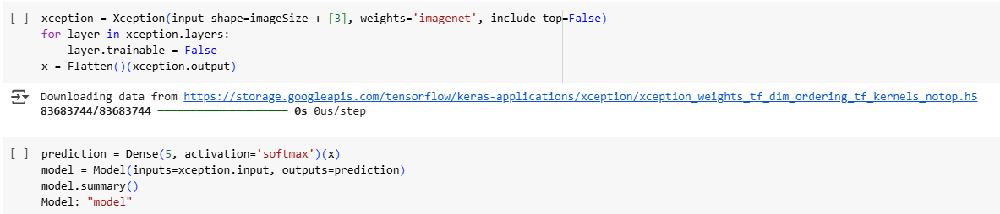 [ ] xception = Xception(input_shape=imageSize + [3], weights='imagenet', include_top=False)
for layer in xception.layers:
    layer.trainable = False
x = Flatten()(xception.output)
Downloading data from https://storage.googleapis.com/tensorflow/keras-applications/xception/xception_weights_tf_dim_ordering_tf_kernels_notop.h5
83683744/83683744 ━━━━━━━━━━━━━━━━━━━━ 0s 0us/step
[ ] prediction = Dense(5, activation='softmax')(x)
model = Model(inputs=xception.input, outputs=prediction)
model.summary()
Model: "model"